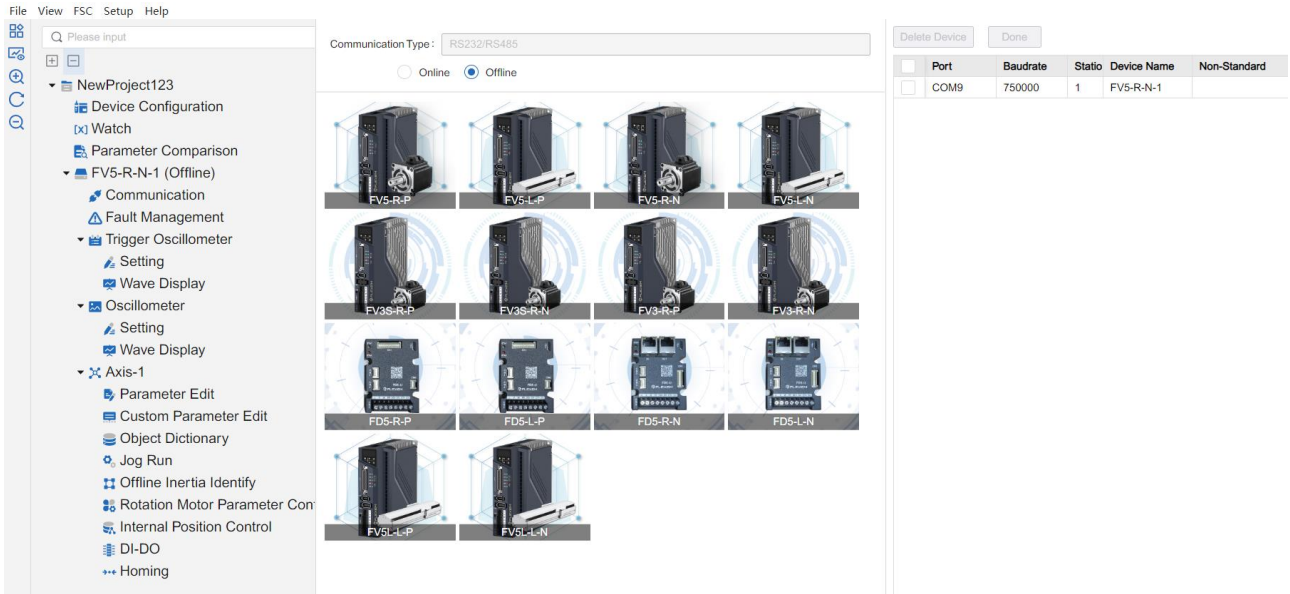 File View FSC Setup Help
Please input
NewProject123
Device Configuration
[x] Watch
Parameter Comparison
FV5-R-N-1 (Offline)
Communication
Fault Management
Trigger Oscillometer
Setting
Wave Display
Oscillometer
Setting
Wave Display
Axis-1
Parameter Edit
Custom Parameter Edit
Object Dictionary
Jog Run
Offline Inertia Identify
Rotation Motor Parameter Con
Internal Position Control
DI-DO
Homing
Communication Type : RS232/RS485
Online Offline
FV5-R-P FV5-L-P FV5-R-N FV5-L-N
FV3S-R-P FV3S-R-N FV3-R-P FV3-R-N
FD5-R-P FD5-L-P FD5-R-N FD5-L-N
FV5L-L-P FV5L-L-N
Delete Device Done
Port Baudrate Statio Device Name Non-Standard
COM9 750000 1 FV5-R-N-1